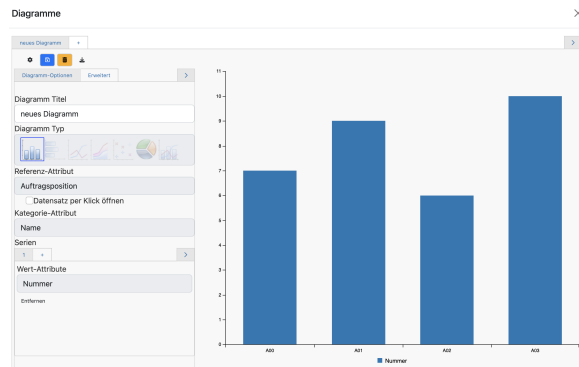 Diagramme
neues Diagramm +
Diagramm-Optionen Erweitert
Diagramm Titel
neues Diagramm
Diagramm Typ
Referenz-Attribut
Auftragsposition
Datensatz per Klick öffnen
Kategorie-Attribut
Name
Serien
1 +
Wert-Attribute
Nummer
Entfernen
11
10
9
8
7
6
5
4
3
2
1
0
A00 A01 A02 A03
Nummer